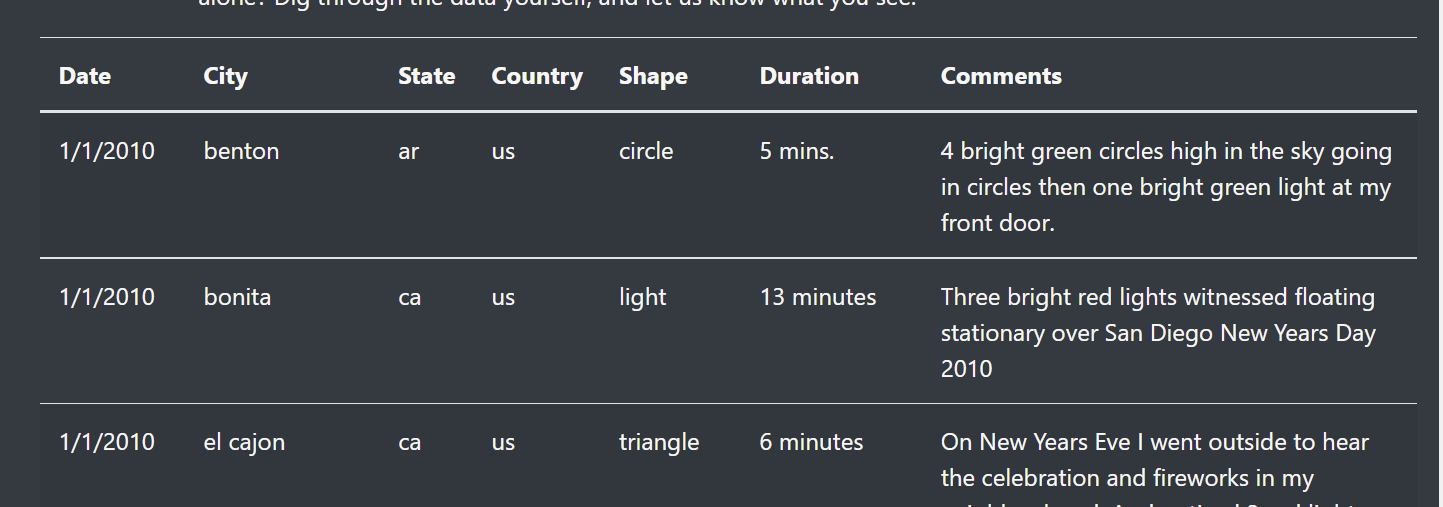 alone? Dig through the data yourself, and let us know what you see.
Date City State Country Shape Duration Comments
1/1/2010 benton ar us circle 5 mins. 4 bright green circles high in the sky going
in circles then one bright green light at my
front door.
1/1/2010 bonita ca us light 13 minutes Three bright red lights witnessed floating
stationary over San Diego New Years Day
2010
1/1/2010 el cajon ca us triangle 6 minutes On New Years Eve I went outside to hear
the celebration and fireworks in my